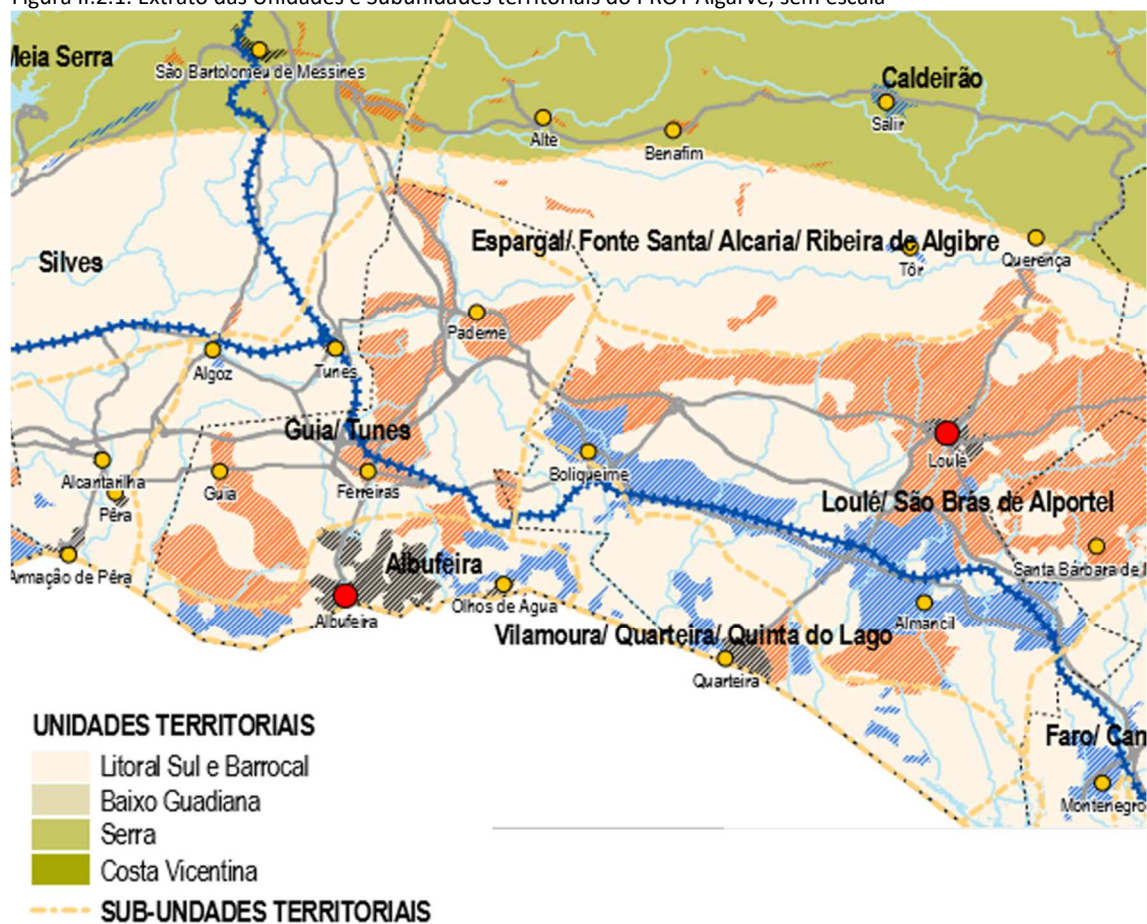 Figura II.2.1. Extrato das Unidades e Subunidades territoriais do PROT Algarve, sem escala
Meia Serra
São Bartolomeu de Messines
Caldeirão
Salir
Alte
Benafim
Espargal/ Fonte Santa/ Alcaria/ Ribeira de Algibre
Tôr
Querença
Silves
Paderne
Algoz
Tunes
Guia/ Tunes
Loulé
Boliqueime
Alcantarilha
Guia
Ferreiras
Pêra
Loulé/ São Brás de Alportel
Armação de Pêra
Albufeira
Santa Bárbara de
Olhos de Água
Albufeira
Almancil
Vilamoura/ Quarteira/ Quinta do Lago
Quarteira
UNIDADES TERRITORIAIS
Faro/ Can
Litoral Sul e Barrocal
Baixo Guadiana
Montenegro
Serra
Costa Vicentina
SUB-UNDADES TERRITORIAIS